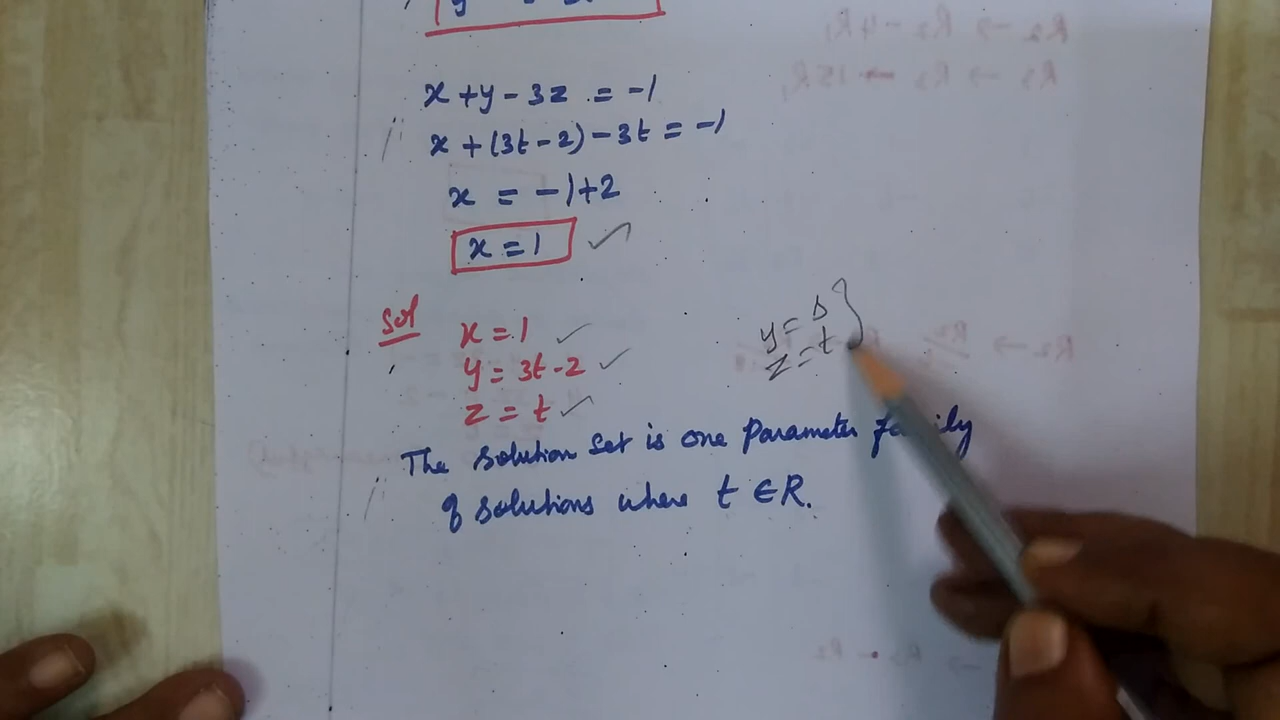 x + y - 3z = -1
x + (3t - 2) - 3t = -1
x = -1 + 2
x = 1 ✓
Sol
x = 1 ✓
y = 3t - 2 ✓
z = t ✓
y = s }
z = t
The solution set is one parameter family
of solutions where t ∈ R.